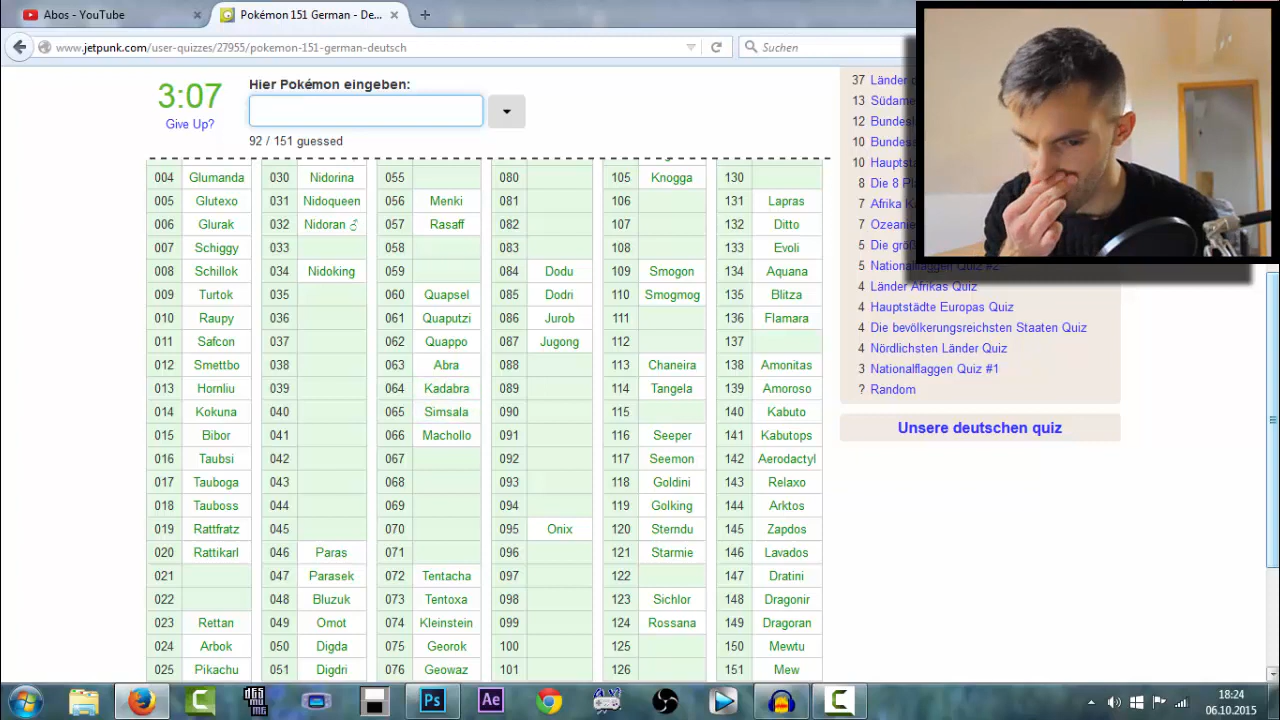 Abos - YouTube × Pokémon 151 German - De... × +
www.jetpunk.com/user-quizzes/27955/pokemon-151-german-deutsch Suchen
3:07 Hier Pokémon eingeben:
Give Up?
92 / 151 guessed
004 Glumanda 030 Nidorina 055 080 105 Knogga 130
005 Glutexo 031 Nidoqueen 056 Menki 081 106 131 Lapras
006 Glurak 032 Nidoran ♂ 057 Rasaff 082 107 132 Ditto
007 Schiggy 033 058 083 108 133 Evoli
008 Schillok 034 Nidoking 059 084 Dodu 109 Smogon 134 Aquana
009 Turtok 035 060 Quapsel 085 Dodri 110 Smogmog 135 Blitza
010 Raupy 036 061 Quaputzi 086 Jurob 111 136 Flamara
011 Safcon 037 062 Quappo 087 Jugong 112 137
012 Smettbo 038 063 Abra 088 113 Chaneira 138 Amonitas
013 Hornliu 039 064 Kadabra 089 114 Tangela 139 Amoroso
014 Kokuna 040 065 Simsala 090 115 140 Kabuto
015 Bibor 041 066 Machollo 091 116 Seeper 141 Kabutops
016 Taubsi 042 067 092 117 Seemon 142 Aerodactyl
017 Tauboga 043 068 093 118 Goldini 143 Relaxo
018 Tauboss 044 069 094 119 Golking 144 Arktos
019 Rattfratz 045 070 095 Onix 120 Sterndu 145 Zapdos
020 Rattikarl 046 Paras 071 096 121 Starmie 146 Lavados
021 047 Parasek 072 Tentacha 097 122 147 Dratini
022 048 Bluzuk 073 Tentoxa 098 123 Sichlor 148 Dragonir
023 Rettan 049 Omot 074 Kleinstein 099 124 Rossana 149 Dragoran
024 Arbok 050 Digda 075 Georok 100 125 150 Mewtu
025 Pikachu 051 Digdri 076 Geowaz 101 126 151 Mew
37 Länder
13
12
10
10
8 Die 8
7 Afrika
7
5 Die
5 Nationalflaggen Quiz #2
4 Länder Afrikas Quiz
4 Hauptstädte Europas Quiz
4 Die bevölkerungsreichsten Staaten Quiz
4 Nördlichsten Länder Quiz
3 Nationalflaggen Quiz #1
? Random
Unsere deutschen quiz
Ps Ae
18:24
06.10.2015